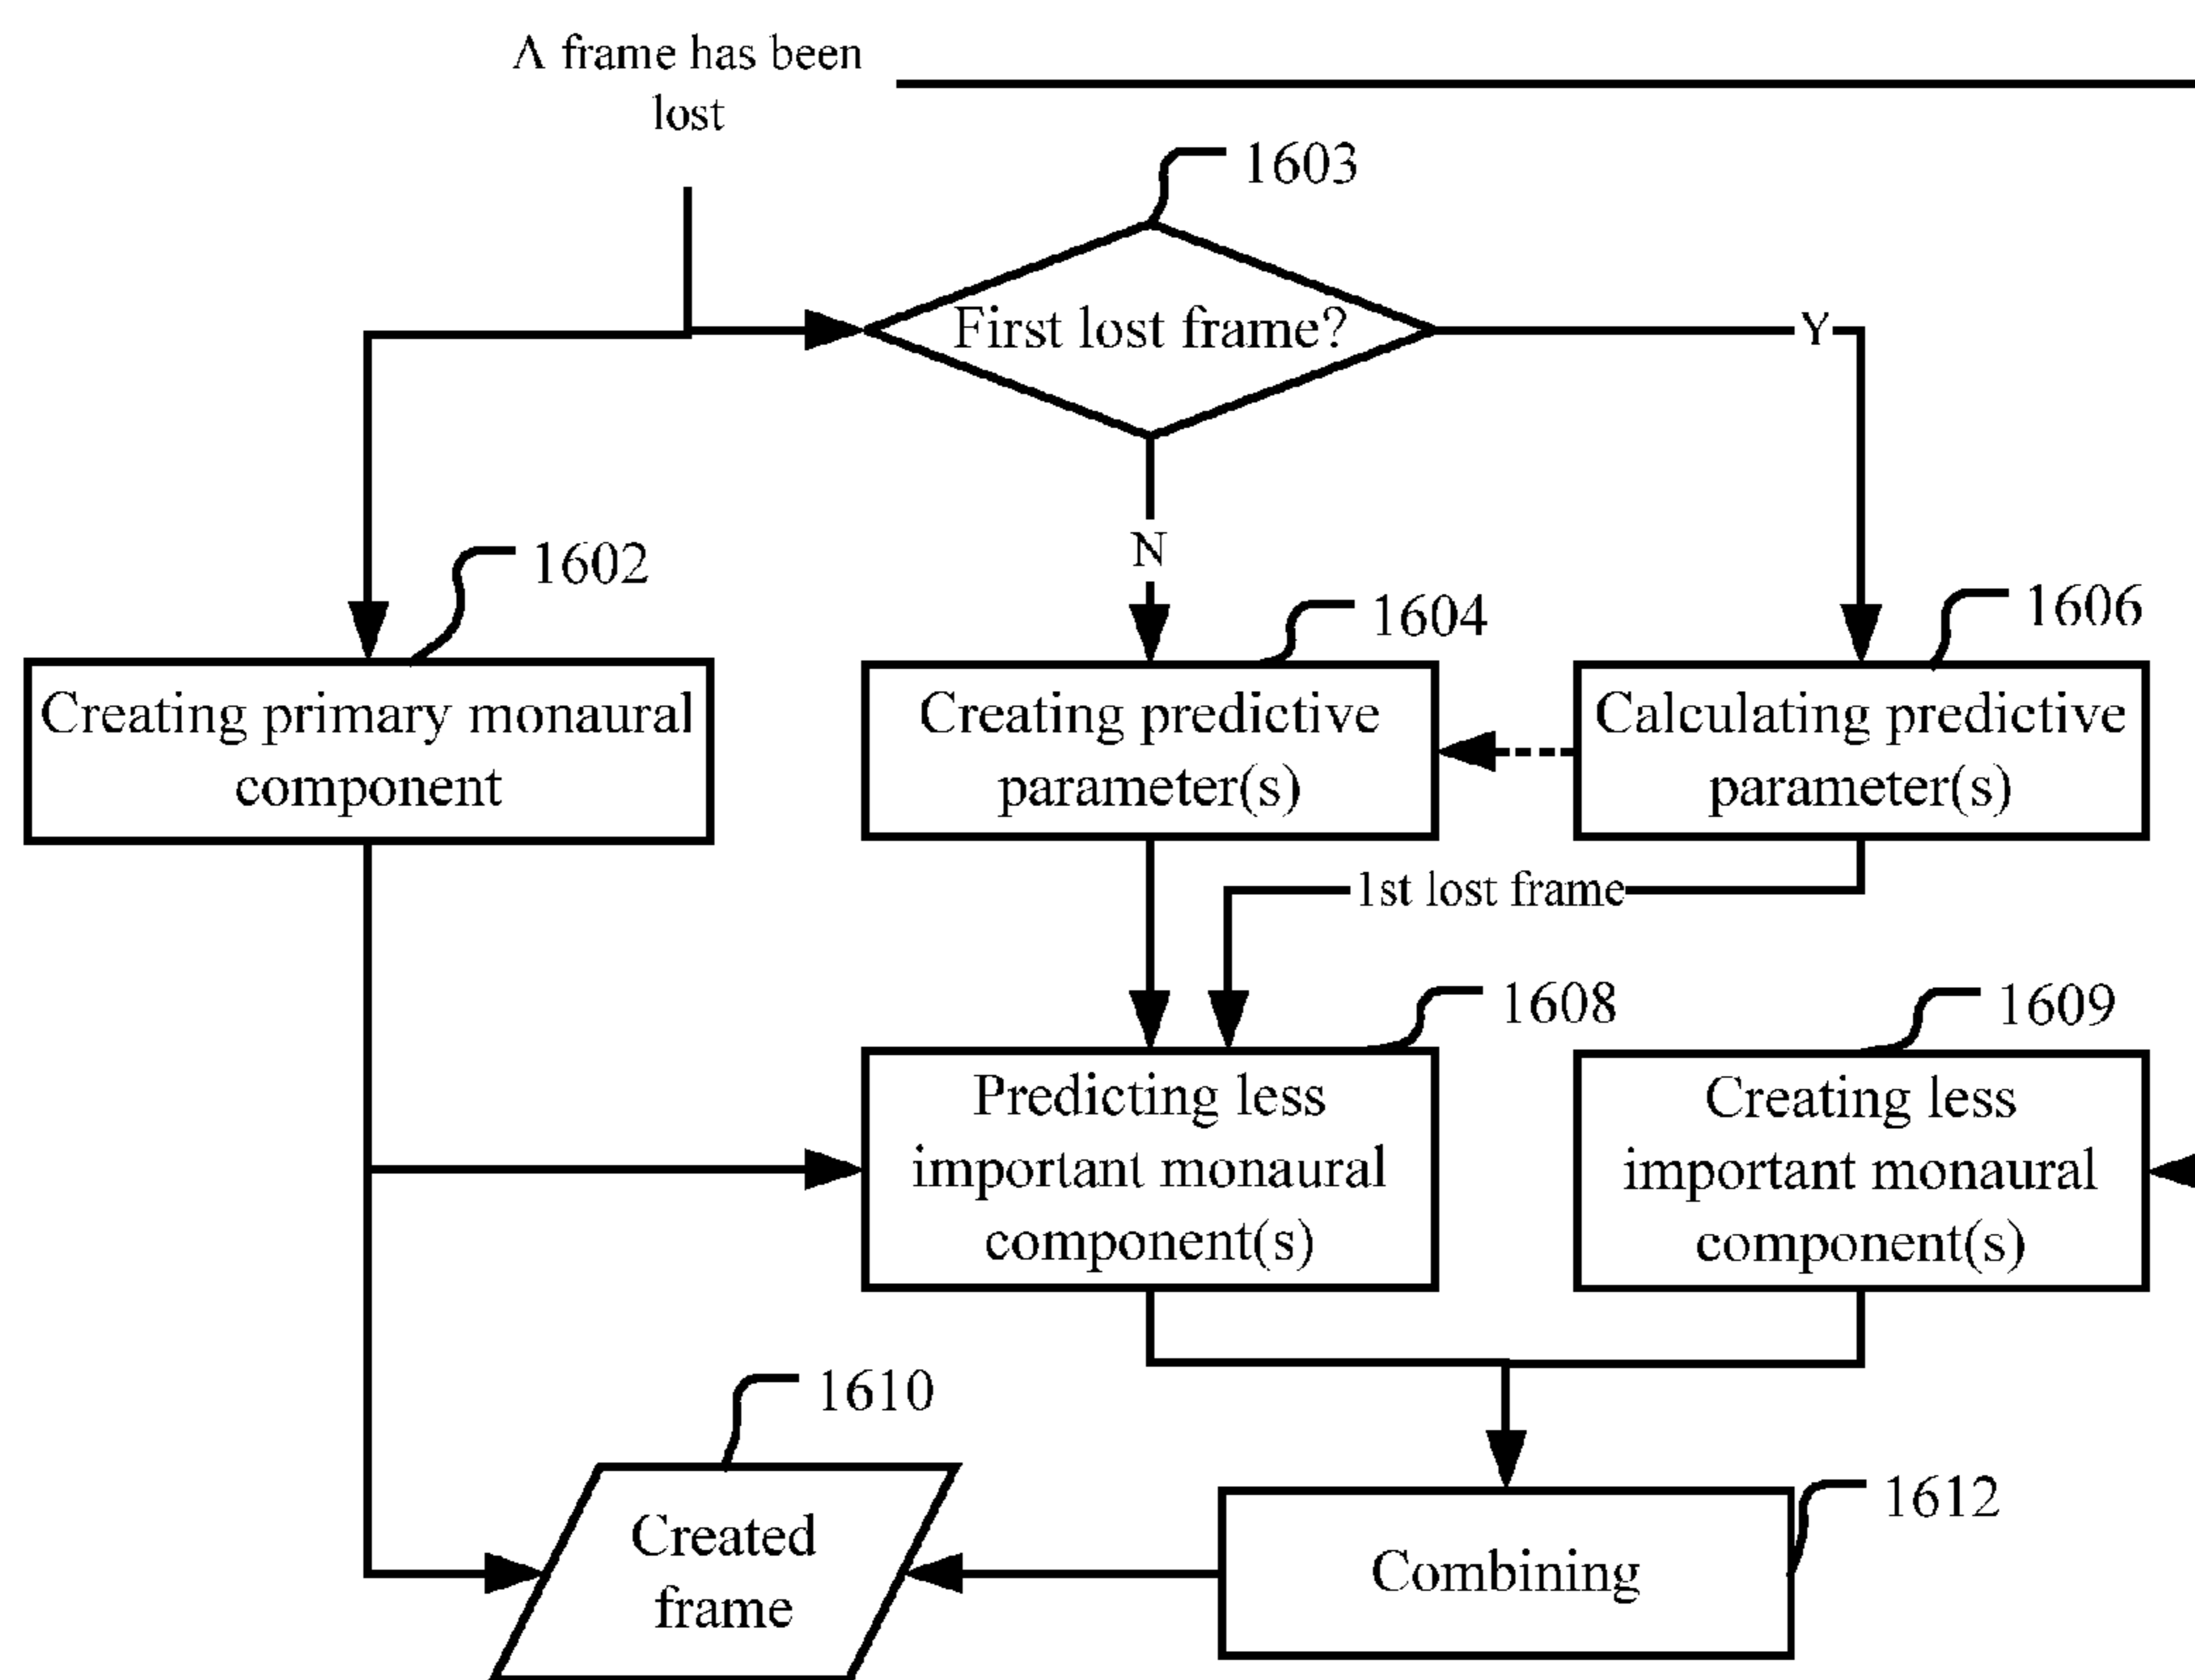 A frame has been
lost
1603
First lost frame?
Y
N
1602
1604
1606
Creating primary monaural
component
Creating predictive
parameter(s)
Calculating predictive
parameter(s)
1st lost frame
1608
1609
Predicting less
important monaural
component(s)
Creating less
important monaural
component(s)
1610
1612
Created
frame
Combining